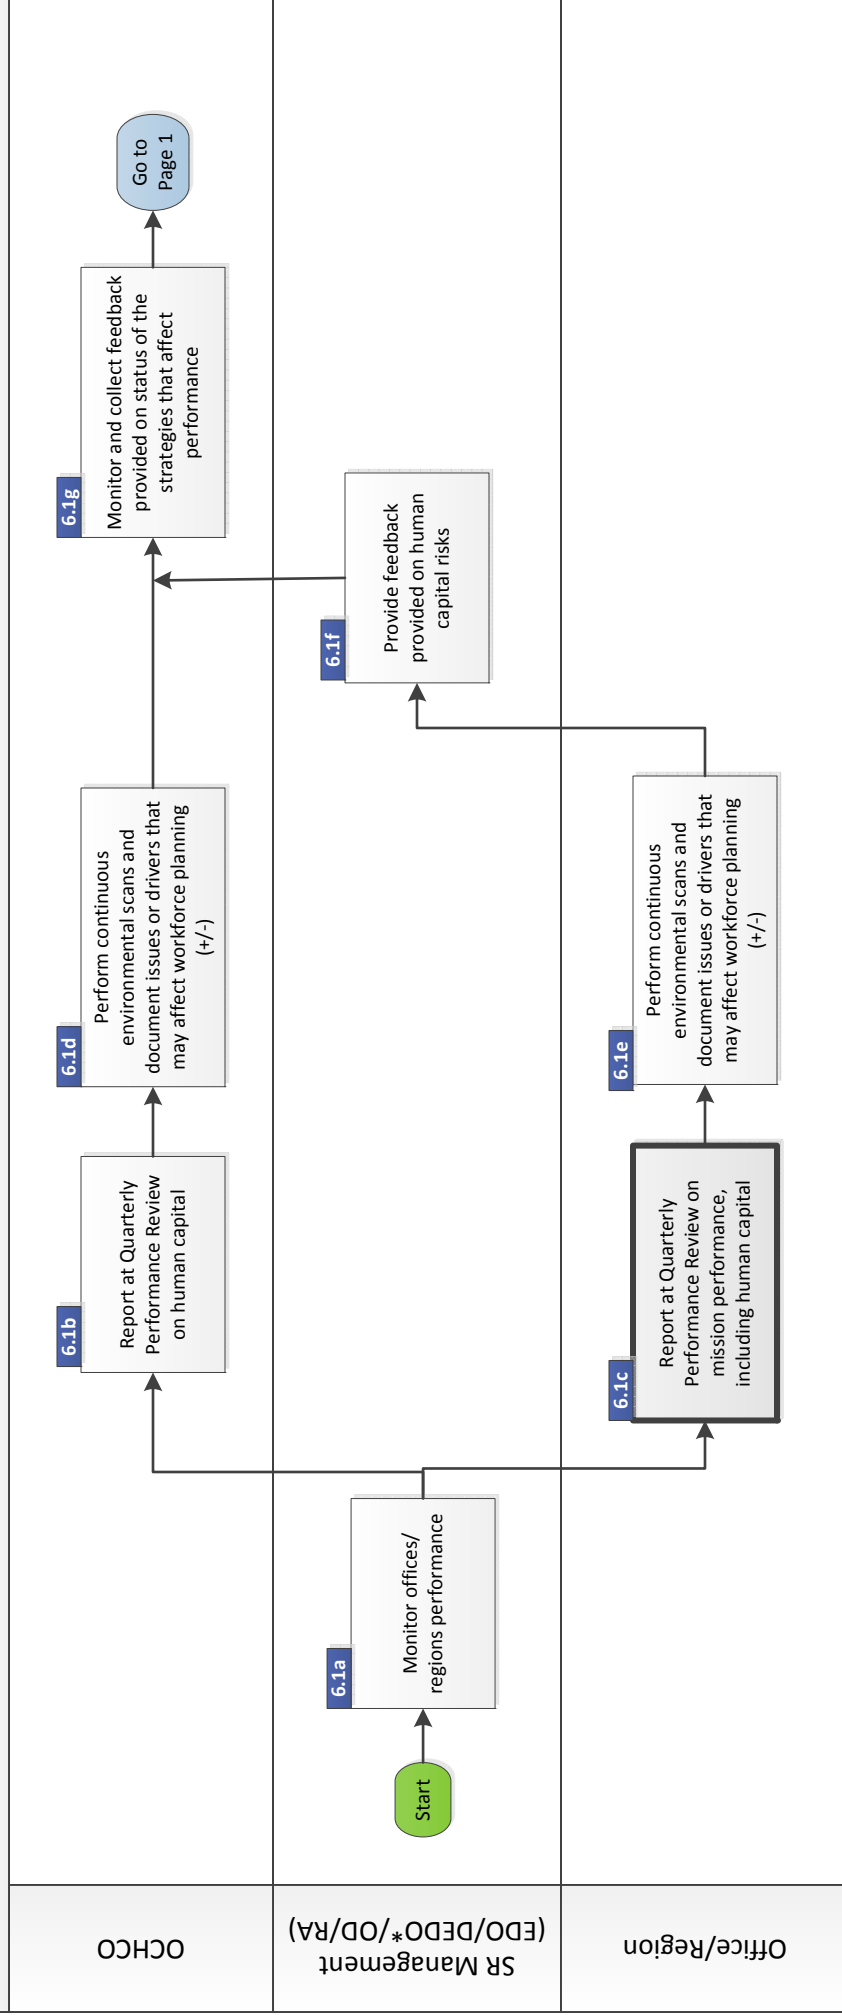 OCHCO
6.1b
Report at Quarterly
Performance Review
on human capital
6.1d
Perform continuous
environmental scans and
document issues or drivers that
may affect workforce planning
(+/-)
6.1g
Monitor and collect feedback
provided on status of the
strategies that affect
performance
Go to
Page 1
SR Management
(EDO/DEDO*/OD/RA)
Start
6.1a
Monitor offices/
regions performance
6.1f
Provide feedback
provided on human
capital risks
Office/Region
6.1c
Report at Quarterly
Performance Review on
mission performance,
including human capital
6.1e
Perform continuous
environmental scans and
document issues or drivers that
may affect workforce planning
(+/-)